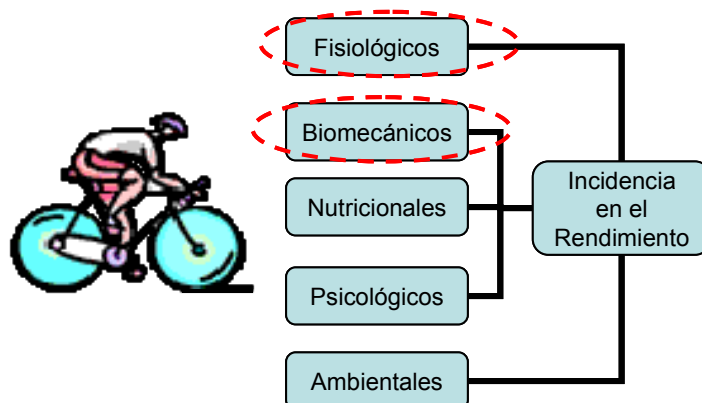 Fisiológicos
Biomecánicos
Nutricionales
Psicológicos
Ambientales
Incidencia
en el
Rendimiento